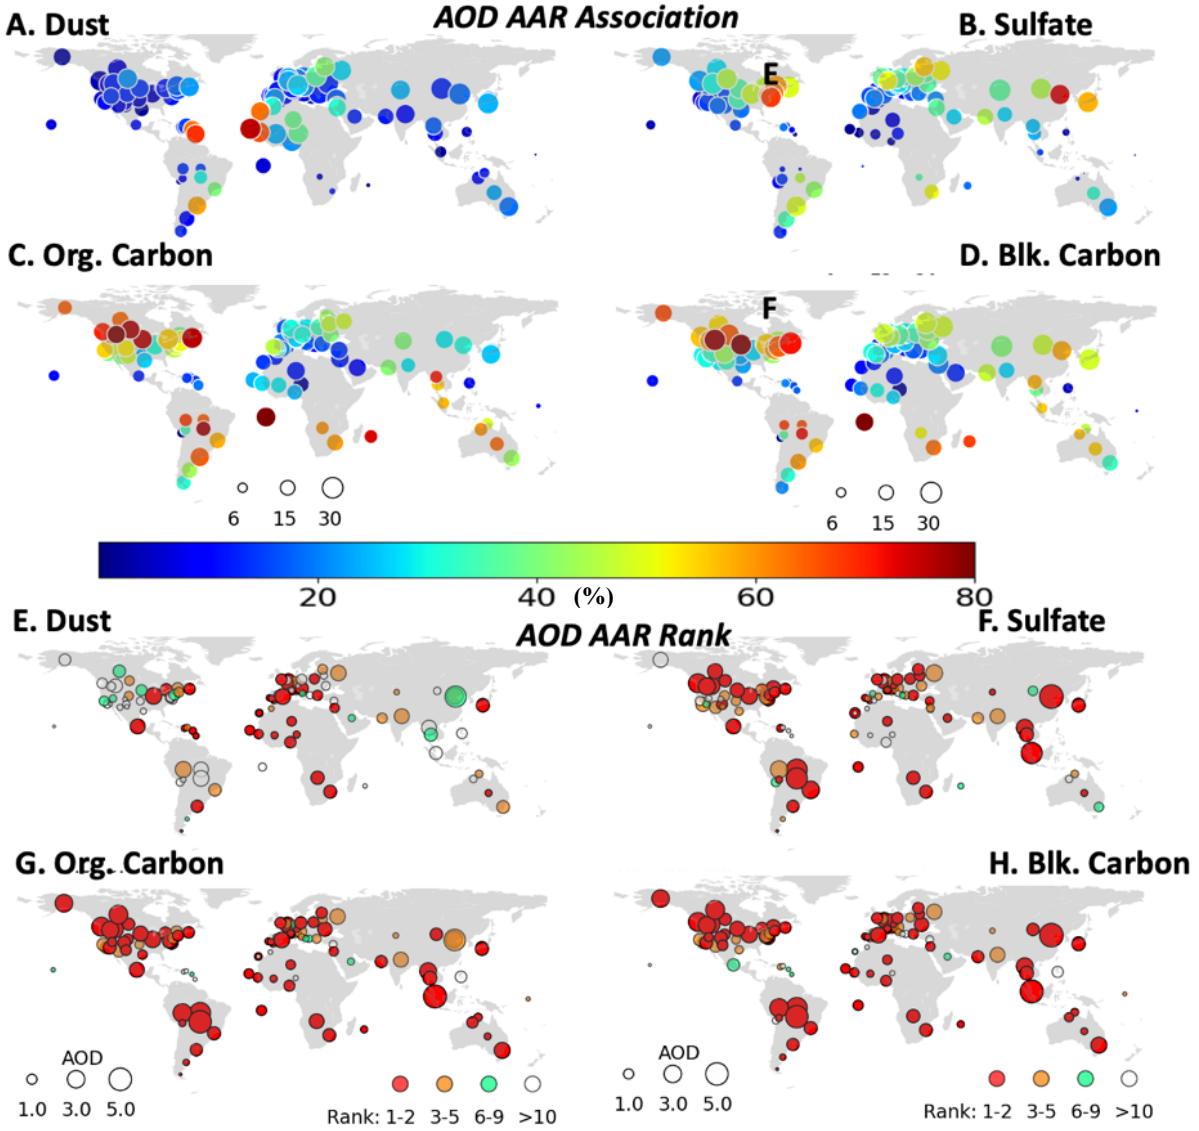 AOD AAR Association
A. Dust
B. Sulfate
E
C. Org. Carbon
D. Blk. Carbon
F
6 15 30
6 15 30
20 40 (%) 60 80
AOD AAR Rank
E. Dust
F. Sulfate
G. Org. Carbon
H. Blk. Carbon
AOD
1.0 3.0 5.0
Rank: 1-2 3-5 6-9 >10
AOD
1.0 3.0 5.0
Rank: 1-2 3-5 6-9 >10